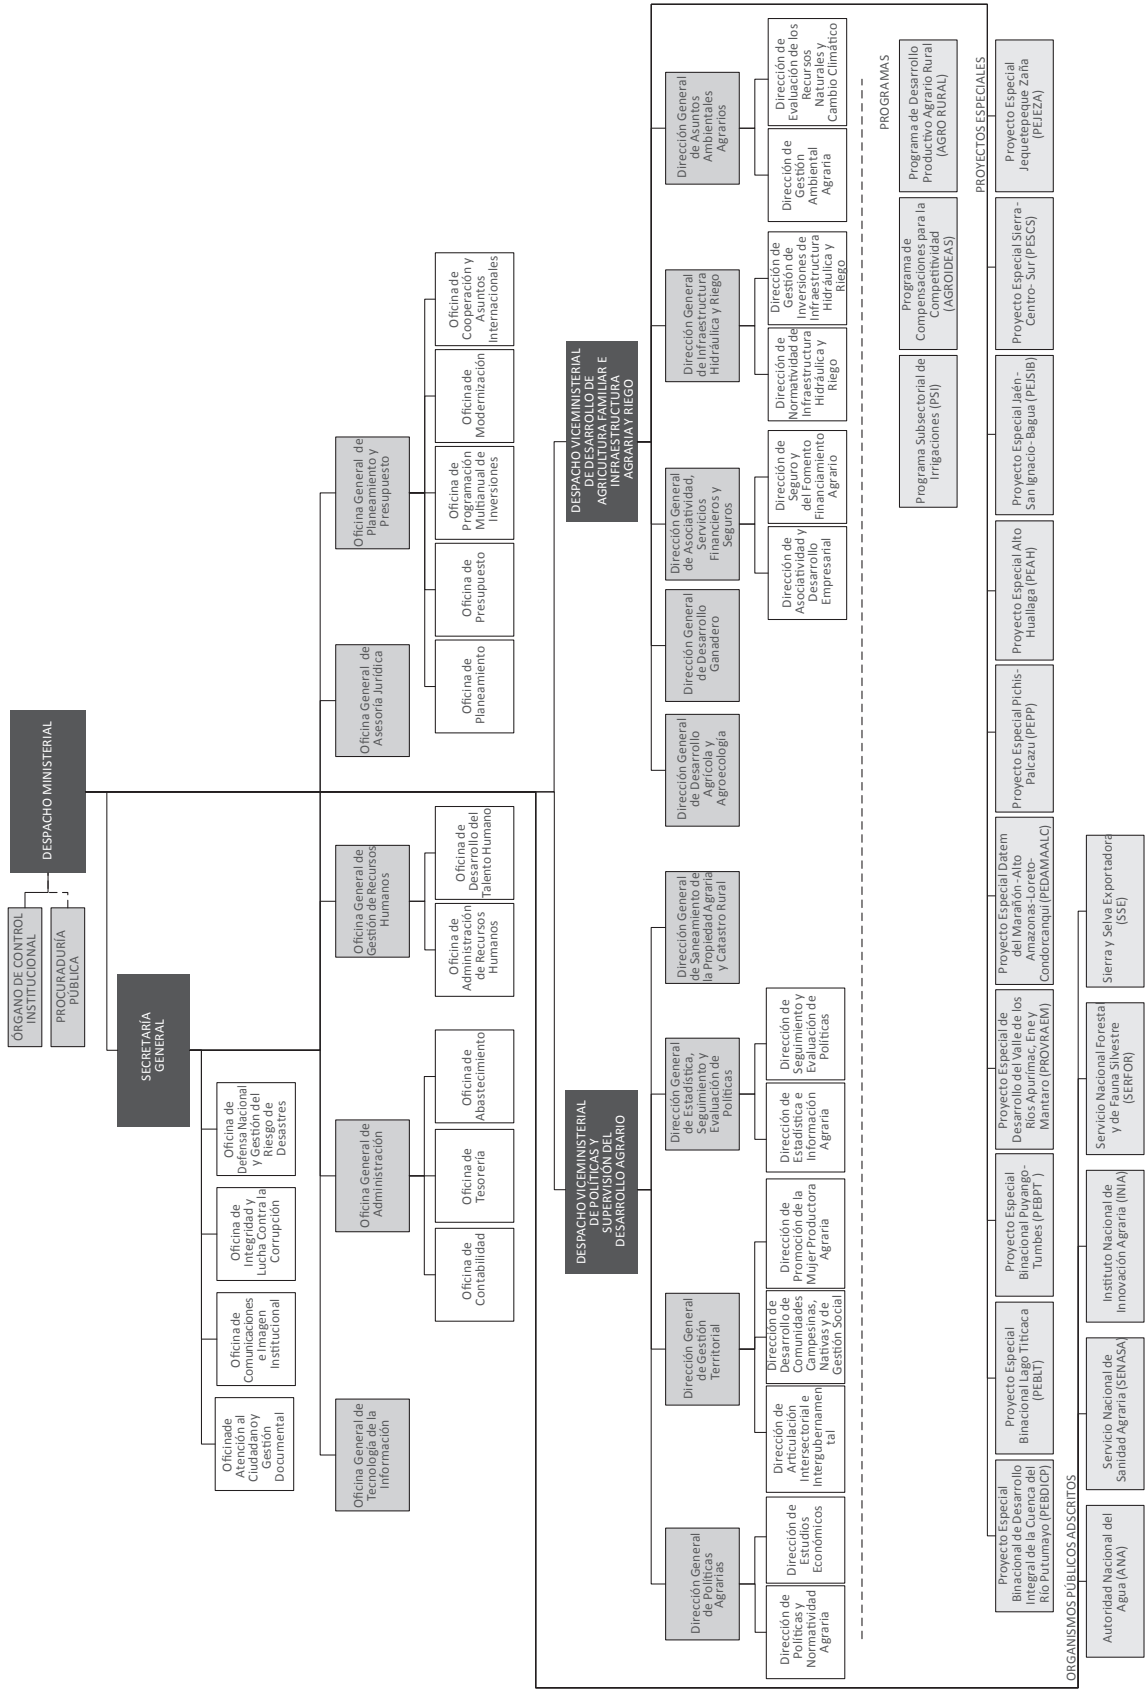 DESPACHO MINISTERIAL
ÓRGANO DE CONTROL
INSTITUCIONAL
PROCURADURÍA
PÚBLICA
SECRETARÍA
GENERAL
Oficinade
Atención al
Ciudadanoy
Gestión
Documental
Oficina de
Comunicaciones
e Imagen
Institucional
Oficina de
Integridad y
Lucha Contra la
Corrupción
Oficina de
Defensa Nacional
y Gestión del
Riesgo de
Desastres
Oficina General de
Tecnología de la
Información
Oficina General de
Administración
Oficina General de
Gestión de Recursos
Humanos
Oficina General de
Asesoría Jurídica
Oficina General de
Planeamiento y
Presupuesto
Oficina de
Contabilidad
Oficina de
Tesorería
Oficina de
Abastecimiento
Oficina de
Administración
de Recursos
Humanos
Oficina de
Desarrollo del
Talento Humano
Oficina de
Planeamiento
Oficina de
Presupuesto
Oficina de
Programación
Multianual de
Inversiones
Oficina de
Modernización
Oficina de
Cooperación y
Asuntos
Internacionales
DESPACHO VICEMINISTERIAL
DE POLÍTICAS Y
SUPERVISIÓN DEL
DESARROLLO AGRARIO
DESPACHO VICEMINISTERIAL
DE DESARROLLO DE
AGRICULTURA FAMILIAR E
INFRAESTRUCTURA
AGRARIA Y RIEGO
Dirección General
de Políticas
Agrarias
Dirección General
de Gestión
Territorial
Dirección General
de Estadística,
Seguimiento y
Evaluación de
Políticas
Dirección General
de Saneamiento de
la Propiedad Agraria
y Catastro Rural
Dirección General
de Desarrollo
Agrícola y
Agroecología
Dirección General
de Desarrollo
Ganadero
Dirección General
de Asociatividad,
Servicios
Financieros y
Seguros
Dirección General
de Infraestructura
Hidráulica y Riego
Dirección General
de Asuntos
Ambientales
Agrarios
Dirección de
Políticas y
Normatividad
Agraria
Dirección de
Estudios
Económicos
Dirección de
Articulación
Intersectorial e
Intergubernamen
tal
Dirección de
Desarrollo de
Comunidades
Campesinas,
Nativas y de
Gestión Social
Dirección de
Promoción de la
Mujer Productora
Agraria
Dirección de
Estadística e
Información
Agraria
Dirección de
Seguimiento y
Evaluación de
Políticas
Dirección de
Asociatividad y
Desarrollo
Empresarial
Dirección de
Seguro y
del Fomento
Financiamiento
Agrario
Dirección de
Normatividad de
Infraestructura
Hidráulica y
Riego
Dirección de
Gestión de
Inversiones de
Infraestructura
Hidráulica y
Riego
Dirección de
Gestión
Ambiental
Agraria
Dirección de
Evaluación de los
Recursos
Naturales y
Cambio Climático
PROGRAMAS
Programa Subsectorial de
Irrigaciones (PSI)
Programa de
Compensaciones para la
Competitividad
(AGROIDEAS)
Programa de Desarrollo
Productivo Agrario Rural
(AGRO RURAL)
PROYECTOS ESPECIALES
Proyecto Especial
Binacional de Desarrollo
Integral de la Cuenca del
Río Putumayo (PEBDICP)
Proyecto Especial
Binacional Lago Titicaca
(PEBLT)
Proyecto Especial
Binacional Puyango-
Tumbes (PEBPT )
Proyecto Especial de
Desarrollo del Valle de los
Ríos Apurímac, Ene y
Mantaro (PROVRAEM)
Proyecto Especial Datem
del Marañón -Alto
Amazonas-Loreto-
Condorcanqui (PEDAMAALC)
Proyecto Especial Pichis-
Palcazu (PEPP)
Proyecto Especial Alto
Huallaga (PEAH)
Proyecto Especial Jaén-
San Ignacio-Bagua (PEJSIB)
Proyecto Especial Sierra-
Centro- Sur (PESCS)
Proyecto Especial
Jequetepeque Zaña
(PEJEZA)
ORGANISMOS PÚBLICOS ADSCRITOS
Autoridad Nacional del
Agua (ANA)
Servicio Nacional de
Sanidad Agraria (SENASA)
Instituto Nacional de
Innovación Agraria (INIA)
Servicio Nacional Forestal
y de Fauna Silvestre
(SERFOR)
Sierra y Selva Exportadora
(SSE)